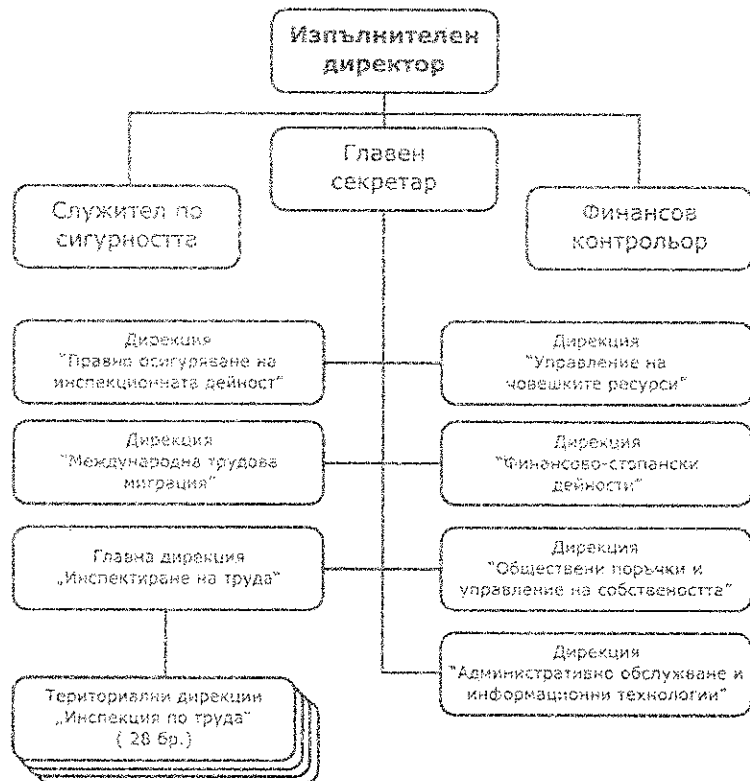 Изпълнителен
директор
Главен
секретар
Служител по
сигурността
Финансов
контрольор
Дирекция
"Правно осигуряване на
инспекционната дейност"
Дирекция
"Управление на
човешките ресурси"
Дирекция
"Международна трудова
миграция"
Дирекция
"Финансово-стопански
дейности"
Главна дирекция
„Инспектиране на труда"
Дирекция
"Обществени поръчки и
управление на собствеността"
Териториални дирекции
„Инспекция по труда"
( 28 бр.)
Дирекция
"Административно обслужване и
информационни технологии"